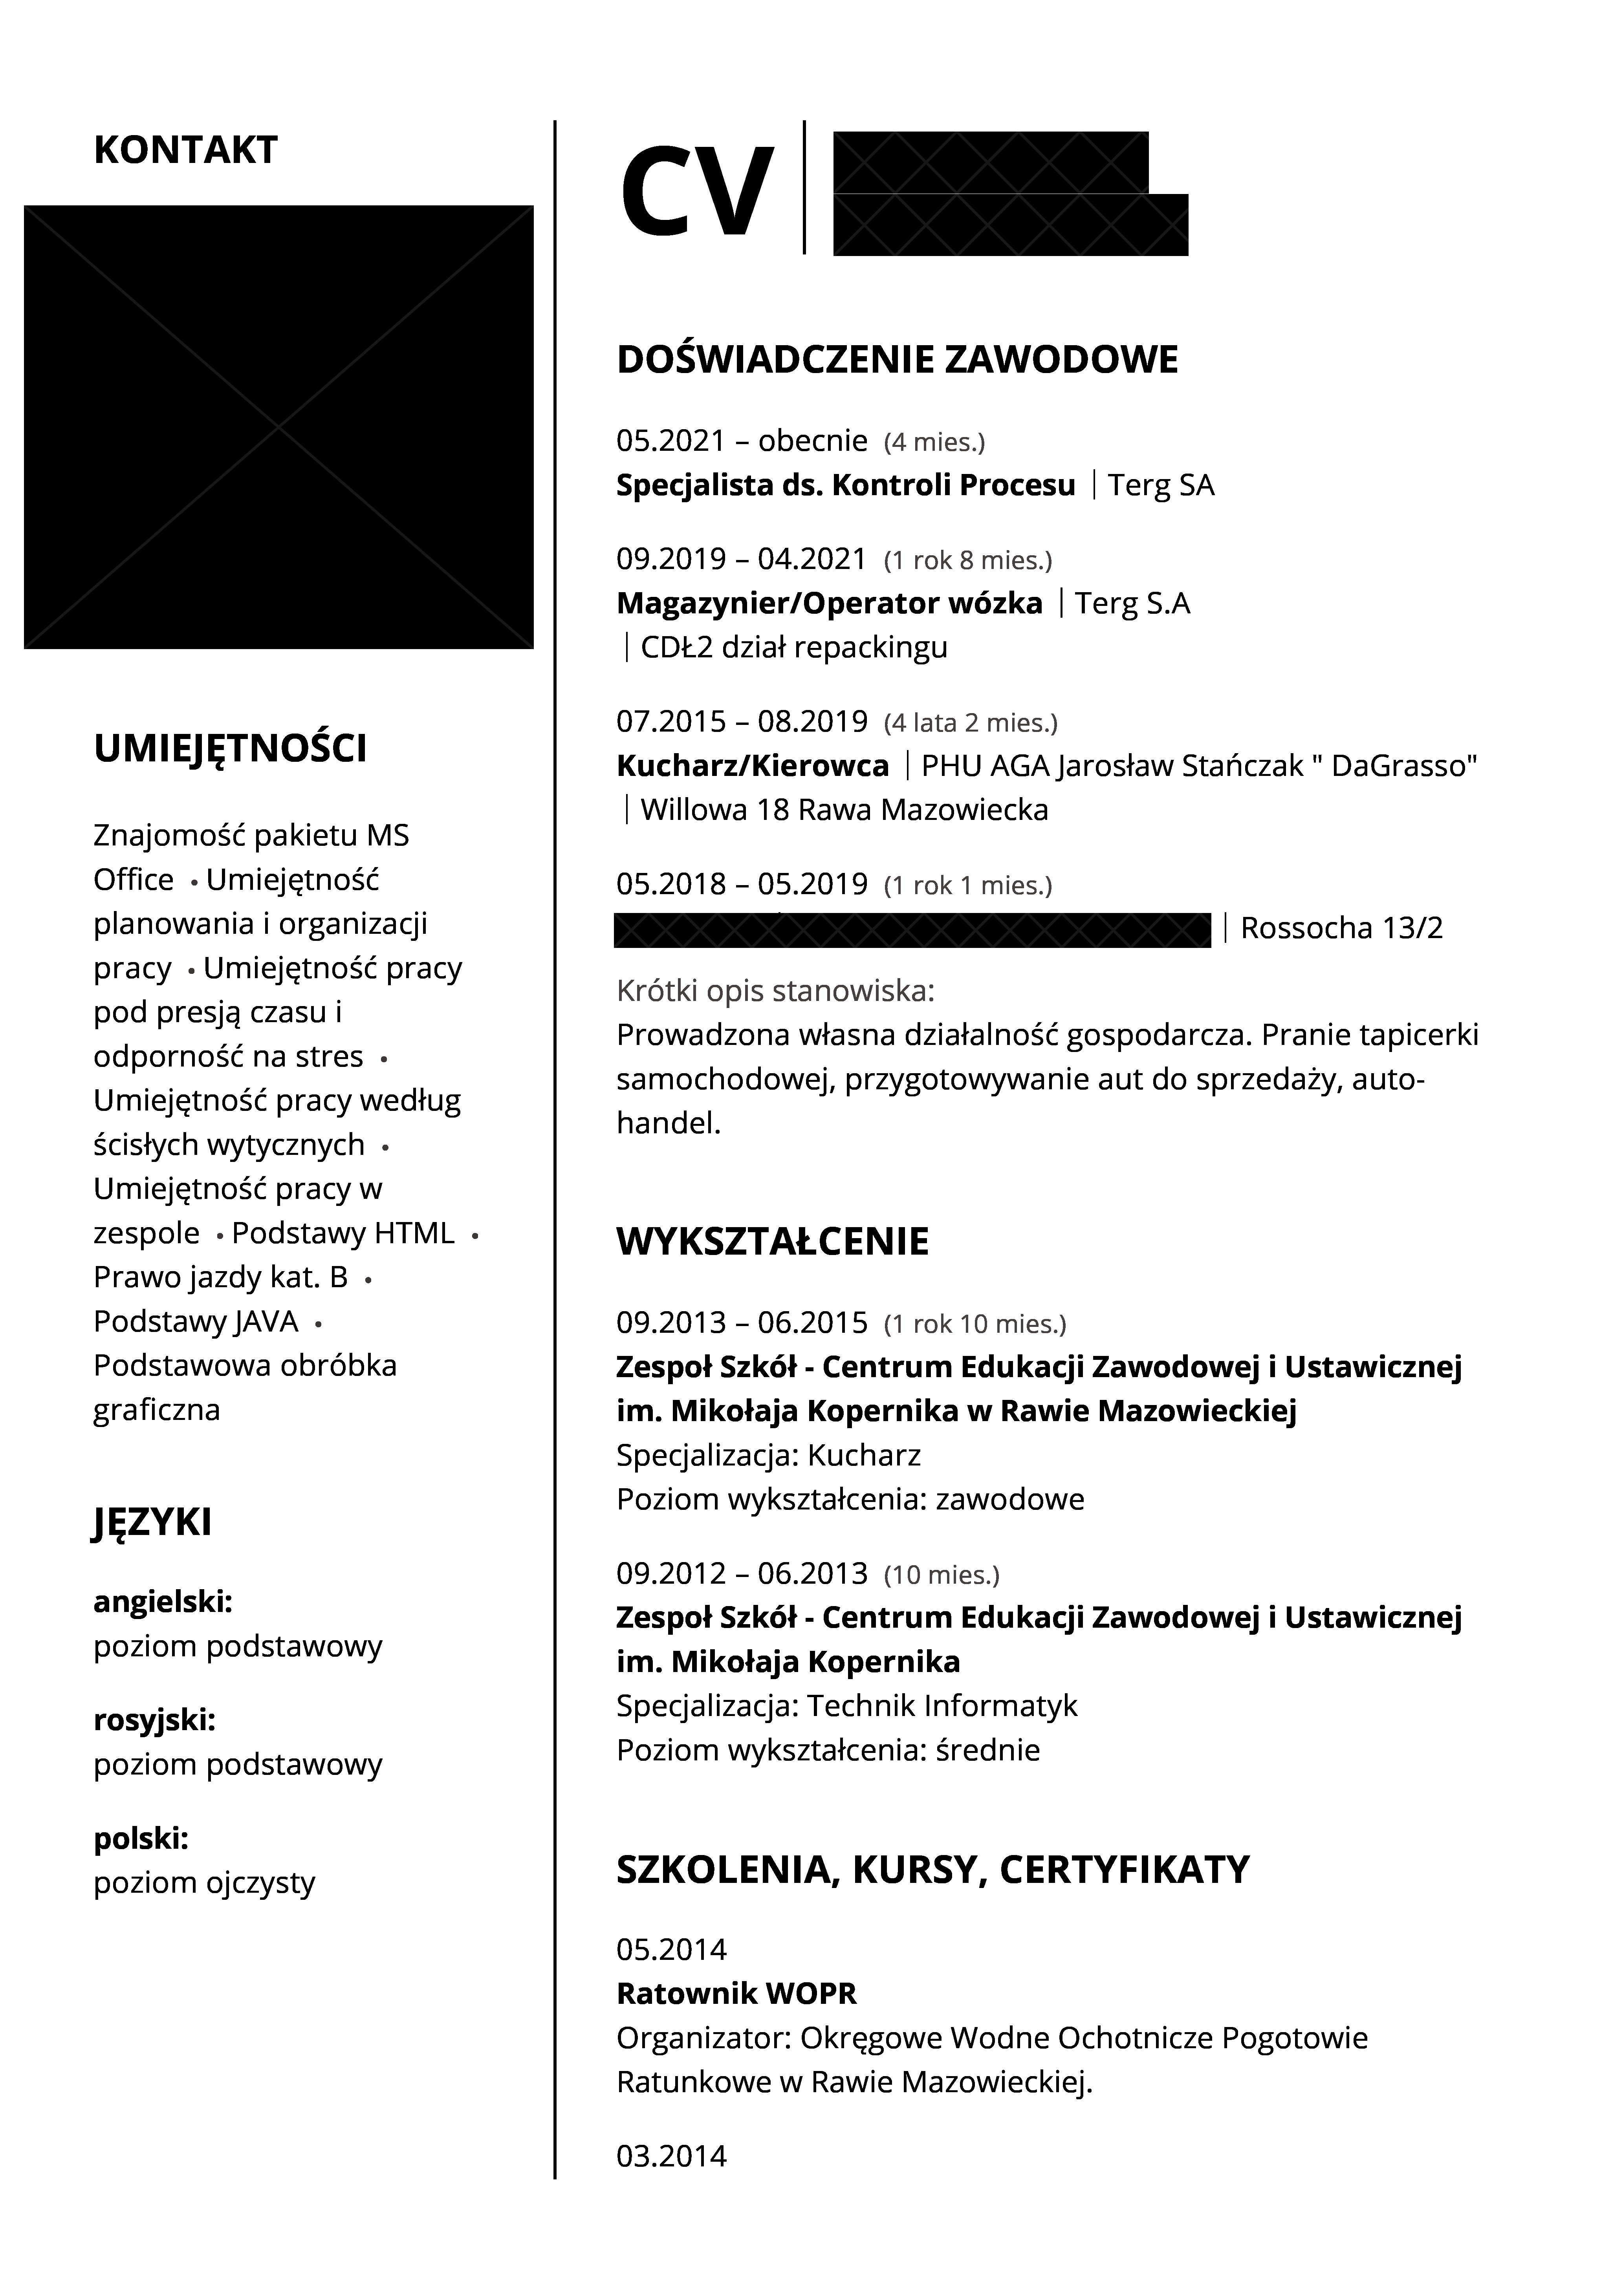 KONTAKT
UMIEJĘTNOŚCI
Znajomość pakietu MS
Office • Umiejętność
planowania i organizacji
pracy • Umiejętność pracy
pod presją czasu i
odporność na stres •
Umiejętność pracy według
ścisłych wytycznych •
Umiejętność pracy w
zespole • Podstawy HTML •
Prawo jazdy kat. B •
Podstawy JAVA •
Podstawowa obróbka
graficzna
JĘZYKI
angielski:
poziom podstawowy
rosyjski:
poziom podstawowy
polski:
poziom ojczysty
CV
DOŚWIADCZENIE ZAWODOWE
05.2021 – obecnie (4 mies.)
Specjalista ds. Kontroli Procesu | Terg SA
09.2019 – 04.2021 (1 rok 8 mies.)
Magazynier/Operator wózka | Terg S.A
| CDŁ2 dział repackingu
07.2015 – 08.2019 (4 lata 2 mies.)
Kucharz/Kierowca | PHU AGA Jarosław Stańczak " DaGrasso"
| Willowa 18 Rawa Mazowiecka
05.2018 – 05.2019 (1 rok 1 mies.)
| Rossocha 13/2
Krótki opis stanowiska:
Prowadzona własna działalność gospodarcza. Pranie tapicerki
samochodowej, przygotowywanie aut do sprzedaży, auto-
handel.
WYKSZTAŁCENIE
09.2013 – 06.2015 (1 rok 10 mies.)
Zespoł Szkół - Centrum Edukacji Zawodowej i Ustawicznej
im. Mikołaja Kopernika w Rawie Mazowieckiej
Specjalizacja: Kucharz
Poziom wykształcenia: zawodowe
09.2012 – 06.2013 (10 mies.)
Zespoł Szkół - Centrum Edukacji Zawodowej i Ustawicznej
im. Mikołaja Kopernika
Specjalizacja: Technik Informatyk
Poziom wykształcenia: średnie
SZKOLENIA, KURSY, CERTYFIKATY
05.2014
Ratownik WOPR
Organizator: Okręgowe Wodne Ochotnicze Pogotowie
Ratunkowe w Rawie Mazowieckiej.
03.2014